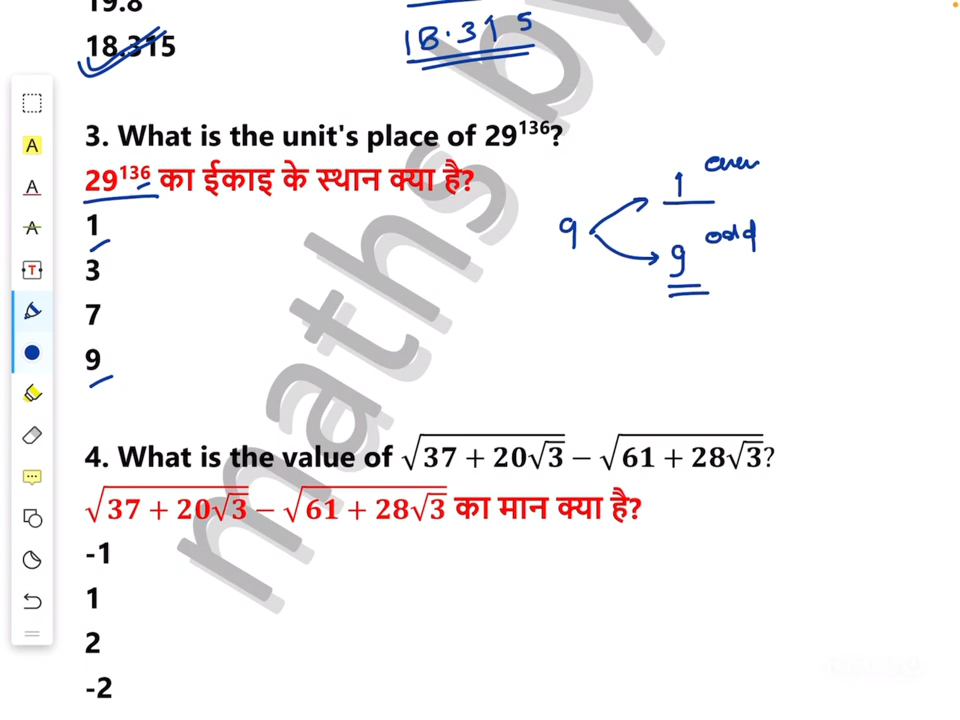 19.8
18.315
18.315
3. What is the unit's place of 29¹³⁶?
29¹³⁶ का ईकाइ के स्थान क्या है?
1
3
7
9
9
1 even
9 odd
4. What is the value of √(37 + 20√3) − √(61 + 28√3)?
√(37 + 20√3) − √(61 + 28√3) का मान क्या है?
-1
1
2
-2
maths by